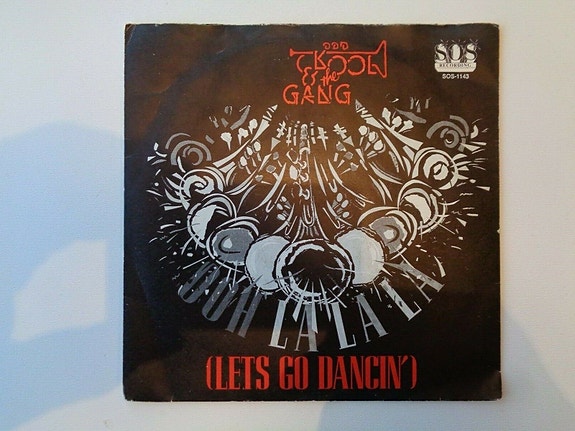 KOOL
& the
GANG
SOS
RECORDING
SOS-1143
OOH LA LA LA
(LETS GO DANCIN')